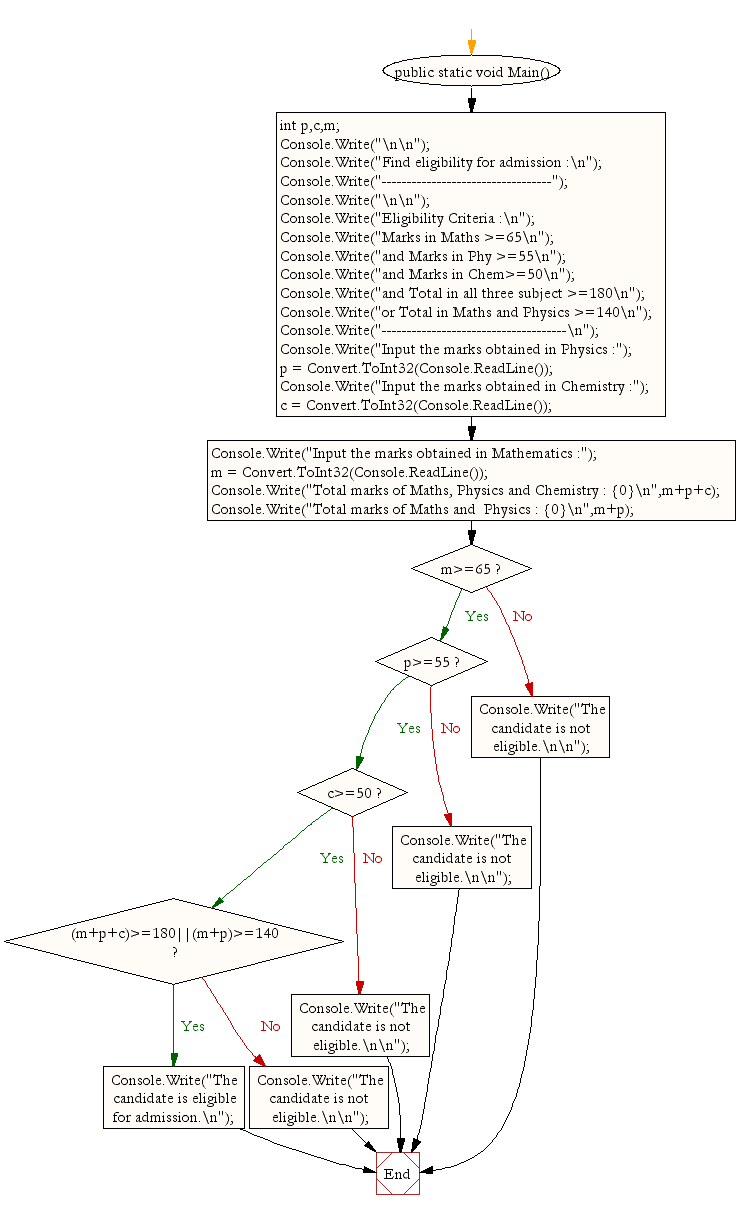 public static void Main()
int p,c,m;
Console.Write("\n\n");
Console.Write("Find eligibility for admission :\n");
Console.Write("----------------------------------");
Console.Write("\n\n");
Console.Write("Eligibility Criteria :\n");
Console.Write("Marks in Maths >=65\n");
Console.Write("and Marks in Phy >=55\n");
Console.Write("and Marks in Chem>=50\n");
Console.Write("and Total in all three subject >=180\n");
Console.Write("or Total in Maths and Physics >=140\n");
Console.Write("-------------------------------------\n");
Console.Write("Input the marks obtained in Physics :");
p = Convert.ToInt32(Console.ReadLine());
Console.Write("Input the marks obtained in Chemistry :");
c = Convert.ToInt32(Console.ReadLine());
Console.Write("Input the marks obtained in Mathematics :");
m = Convert.ToInt32(Console.ReadLine());
Console.Write("Total marks of Maths, Physics and Chemistry : {0}\n",m+p+c);
Console.Write("Total marks of Maths and  Physics : {0}\n",m+p);
m>=65 ?
Yes
No
p>=55 ?
Console.Write("The
candidate is not
eligible.\n\n");
Yes
No
c>=50 ?
Console.Write("The
candidate is not
eligible.\n\n");
Yes
No
(m+p+c)>=180||(m+p)>=140
?
Console.Write("The
candidate is not
eligible.\n\n");
Yes
No
Console.Write("The
candidate is eligible
for admission.\n");
Console.Write("The
candidate is not
eligible.\n\n");
End